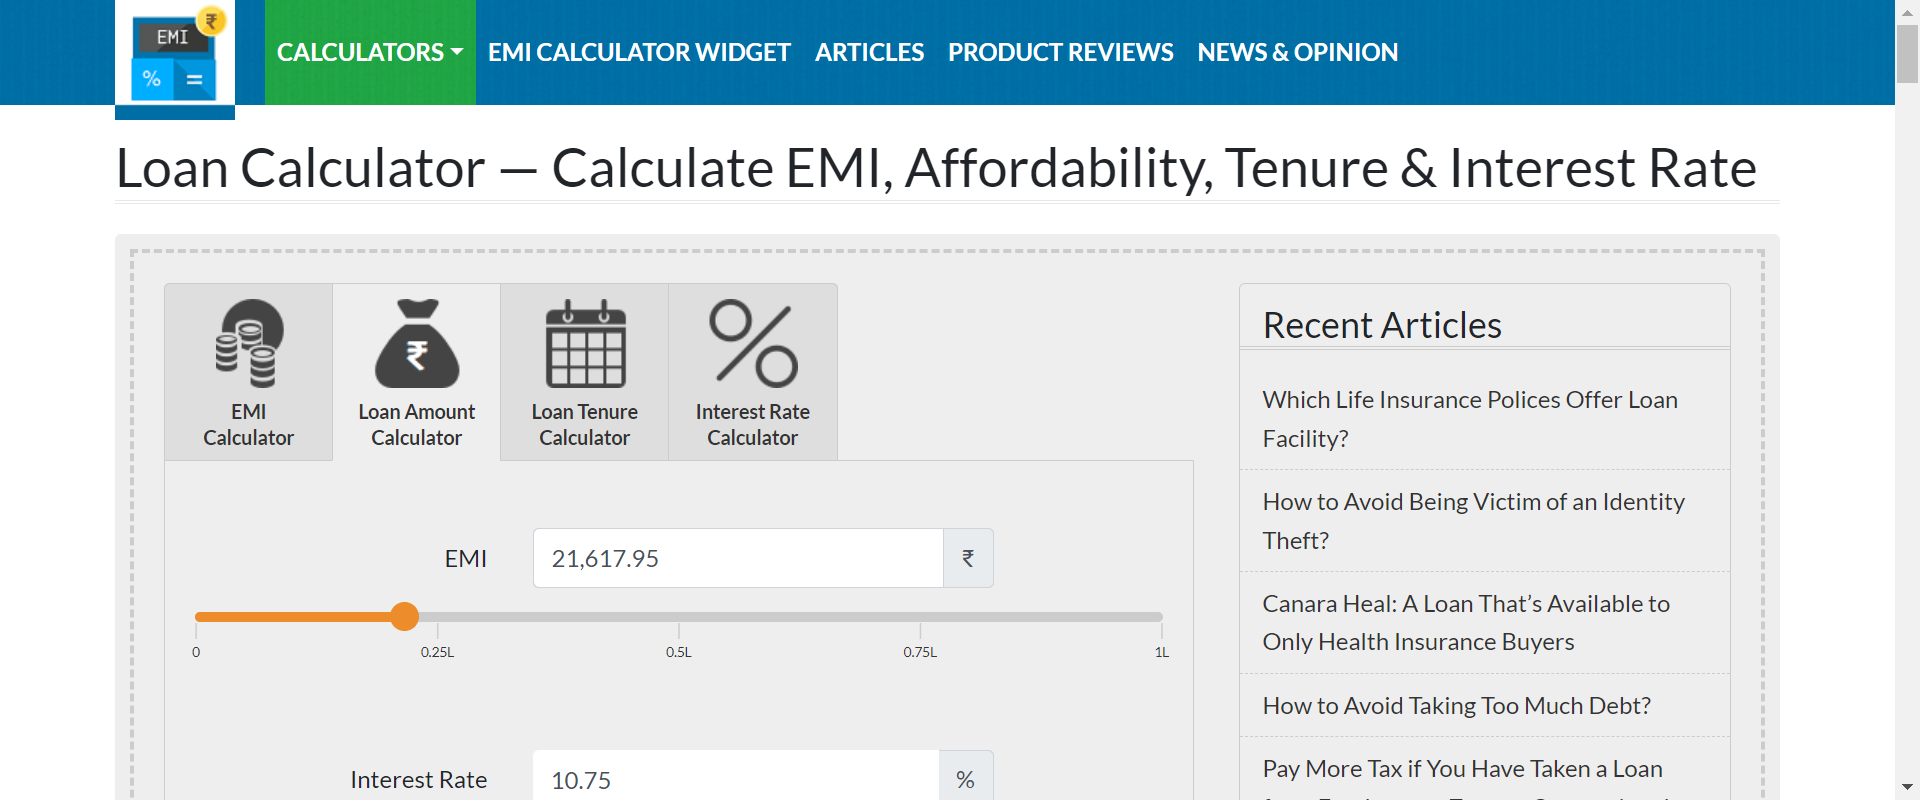 EMI
₹
%
=
CALCULATORS
EMI CALCULATOR WIDGET
ARTICLES
PRODUCT REVIEWS
NEWS & OPINION
Loan Calculator — Calculate EMI, Affordability, Tenure & Interest Rate
EMI
Calculator
₹
Loan Amount
Calculator
Loan Tenure
Calculator
Interest Rate
Calculator
EMI
21,617.95
₹
0
0.25L
0.5L
0.75L
1L
Interest Rate
10.75
%
Recent Articles
Which Life Insurance Polices Offer Loan
Facility?
How to Avoid Being Victim of an Identity
Theft?
Canara Heal: A Loan That’s Available to
Only Health Insurance Buyers
How to Avoid Taking Too Much Debt?
Pay More Tax if You Have Taken a Loan